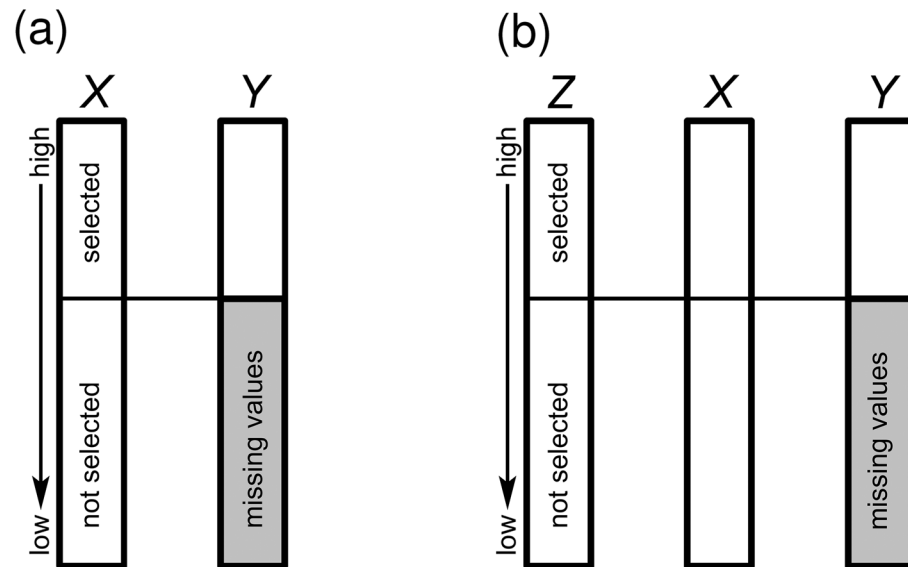 (a)
X Y
high
low
selected
not selected
missing values
(b)
Z X Y
high
low
selected
not selected
missing values